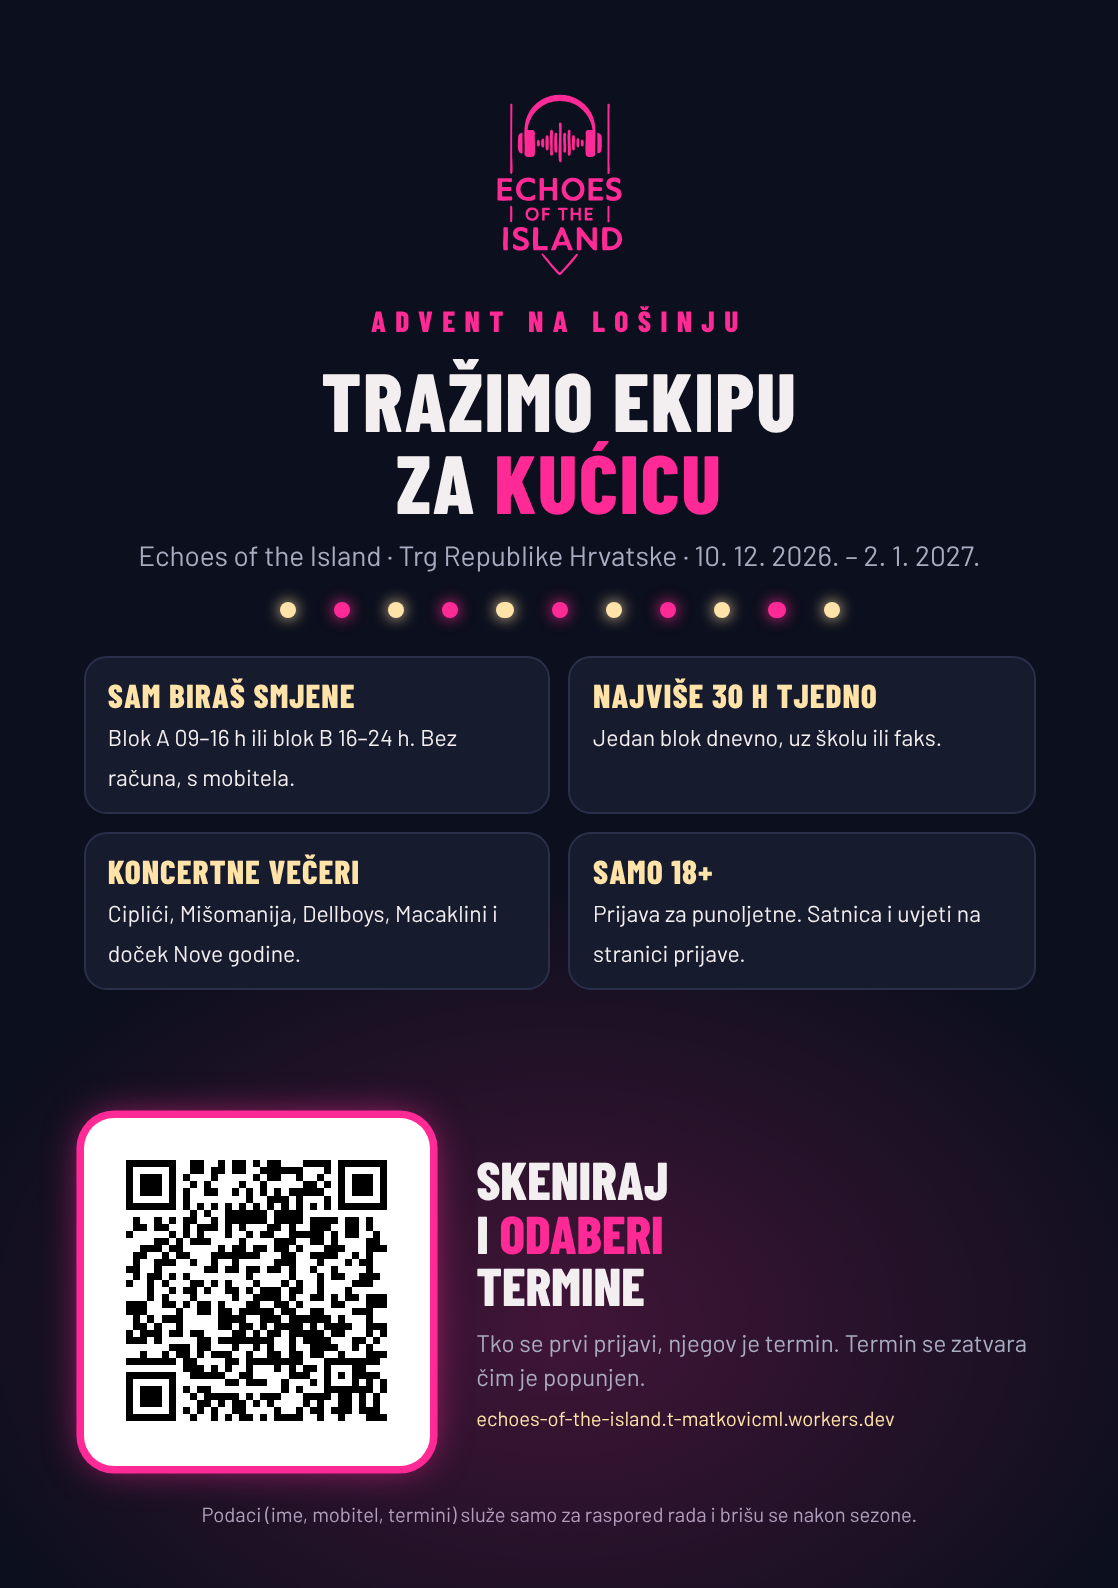 ECHOES
OF THE
ISLAND
ADVENT NA LOŠINJU
TRAŽIMO EKIPU
ZA KUĆICU
Echoes of the Island · Trg Republike Hrvatske · 10. 12. 2026. – 2. 1. 2027.
SAM BIRAŠ SMJENE
Blok A 09–16 h ili blok B 16–24 h. Bez
računa, s mobitela.
NAJVIŠE 30 H TJEDNO
Jedan blok dnevno, uz školu ili faks.
KONCERTNE VEČERI
Ciplići, Mišomanija, Dellboys, Macaklini i
doček Nove godine.
SAMO 18+
Prijava za punoljetne. Satnica i uvjeti na
stranici prijave.
SKENIRAJ
I ODABERI
TERMINE
Tko se prvi prijavi, njegov je termin. Termin se zatvara
čim je popunjen.
echoes-of-the-island.t-matkovicml.workers.dev
Podaci (ime, mobitel, termini) služe samo za raspored rada i brišu se nakon sezone.